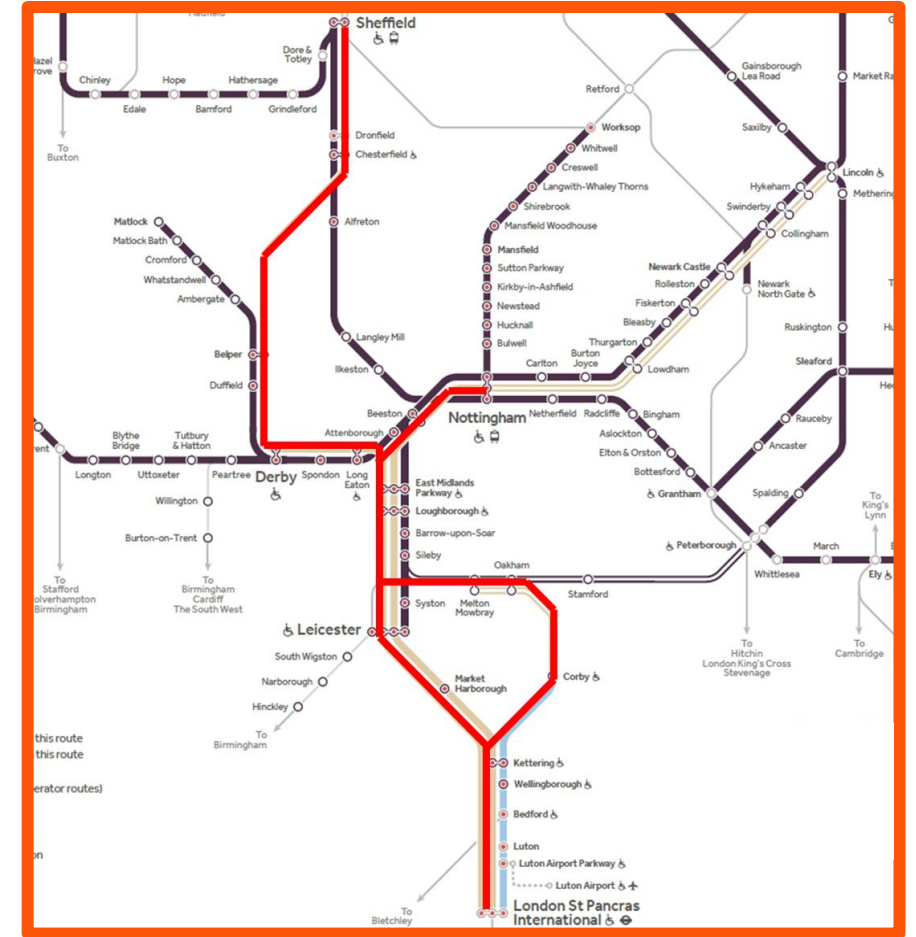 Sheffield
Dore &
Totley
Chinley
Hope
Hathersage
Edale
Bamford
Grindleford
To
Buxton
Dronfield
Chesterfield
Alfreton
Langley Mill
Ilkeston
Gainsborough
Lea Road
Retford
Saxilby
Worksop
Whitwell
Creswell
Langwith-Whaley Thorns
Shirebrook
Mansfield Woodhouse
Mansfield
Sutton Parkway
Kirkby-in-Ashfield
Newstead
Hucknall
Bulwell
Lincoln
Hykeham
Swinderby
Collingham
Newark Castle
Rolleston
Fiskerton
Bleasby
Thurgarton
Lowdham
Newark
North Gate
Ruskington
Sleaford
Rauceby
Ancaster
Spalding
Matlock
Matlock Bath
Cromford
Whatstandwell
Ambergate
Belper
Duffield
Carlton
Burton
Joyce
Beeston
Attenborough
Nottingham
Netherfield
Radcliffe
Bingham
Aslockton
Elton & Orston
Bottesford
Grantham
Blythe
Bridge
Tutbury
& Hatton
Longton
Uttoxeter
Peartree
Derby
Spondon
Long
Eaton
Willington
Burton-on-Trent
East Midlands
Parkway
Loughborough
Barrow-upon-Soar
Sileby
Syston
Oakham
Melton
Mowbray
Stamford
Peterborough
Whittlesea
March
Ely
To
King's
Lynn
To
Stafford
To
Birmingham
Cardiff
The South West
Leicester
South Wigston
Narborough
Hinckley
To
Birmingham
Market
Harborough
Corby
To
Hitchin
London King's Cross
Stevenage
To
Cambridge
this route
this route
Kettering
Wellingborough
Bedford
Luton
Luton Airport Parkway
Luton Airport
To
Bletchley
London St Pancras
International